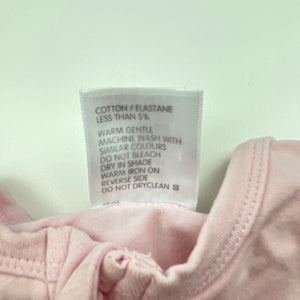 COTTON / ELASTANE
LESS THAN 5%
WARM GENTLE
MACHINE WASH WITH
SIMILAR COLOURS
DO NOT BLEACH
DRY IN SHADE
WARM IRON ON
REVERSE SIDE
DO NOT DRYCLEAN